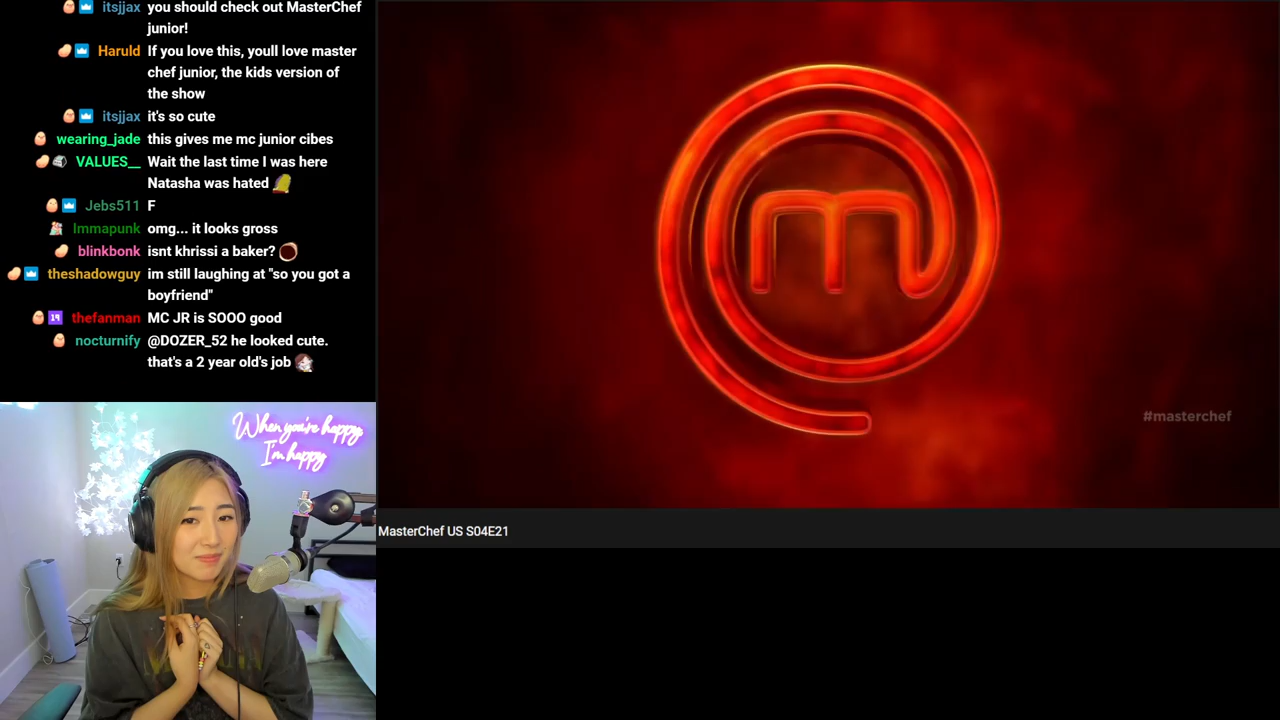 itsjjax you should check out MasterChef
junior!
Haruld If you love this, youll love master
chef junior, the kids version of
the show
itsjjax it's so cute
wearing_jade this gives me mc junior cibes
VALUES__ Wait the last time I was here
Natasha was hated
Jebs511 F
Immapunk omg... it looks gross
blinkbonk isnt khrissi a baker?
theshadowguy im still laughing at "so you got a
boyfriend"
thefanman MC JR is SOOO good
nocturnify @DOZER_52 he looked cute.
that's a 2 year old's job
When you're happy,
I'm happy
m
#masterchef
MasterChef US S04E21